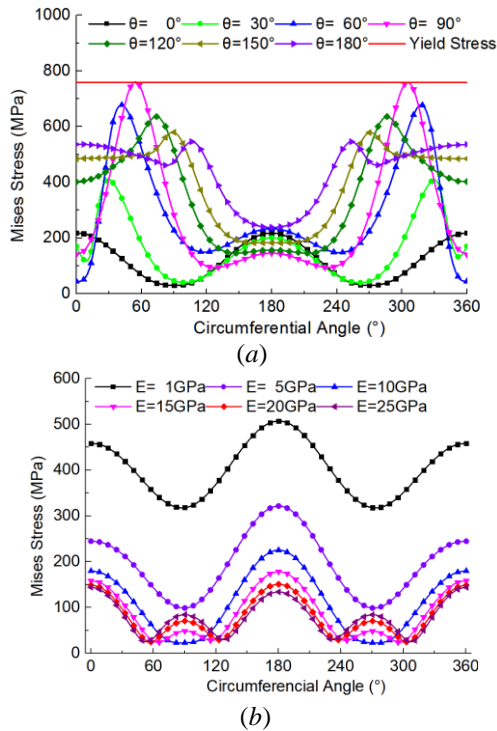 θ= 0° θ= 30° θ= 60° θ= 90°
θ=120° θ=150° θ=180° Yield Stress
1000
800
600
400
200
0
Mises Stress (MPa)
0 60 120 180 240 300 360
Circumferential Angle (°)
(a)
E= 1GPa E= 5GPa E=10GPa
E=15GPa E=20GPa E=25GPa
600
500
400
300
200
100
0
Mises Stress (MPa)
0 60 120 180 240 300 360
Circumferencial Angle (°)
(b)